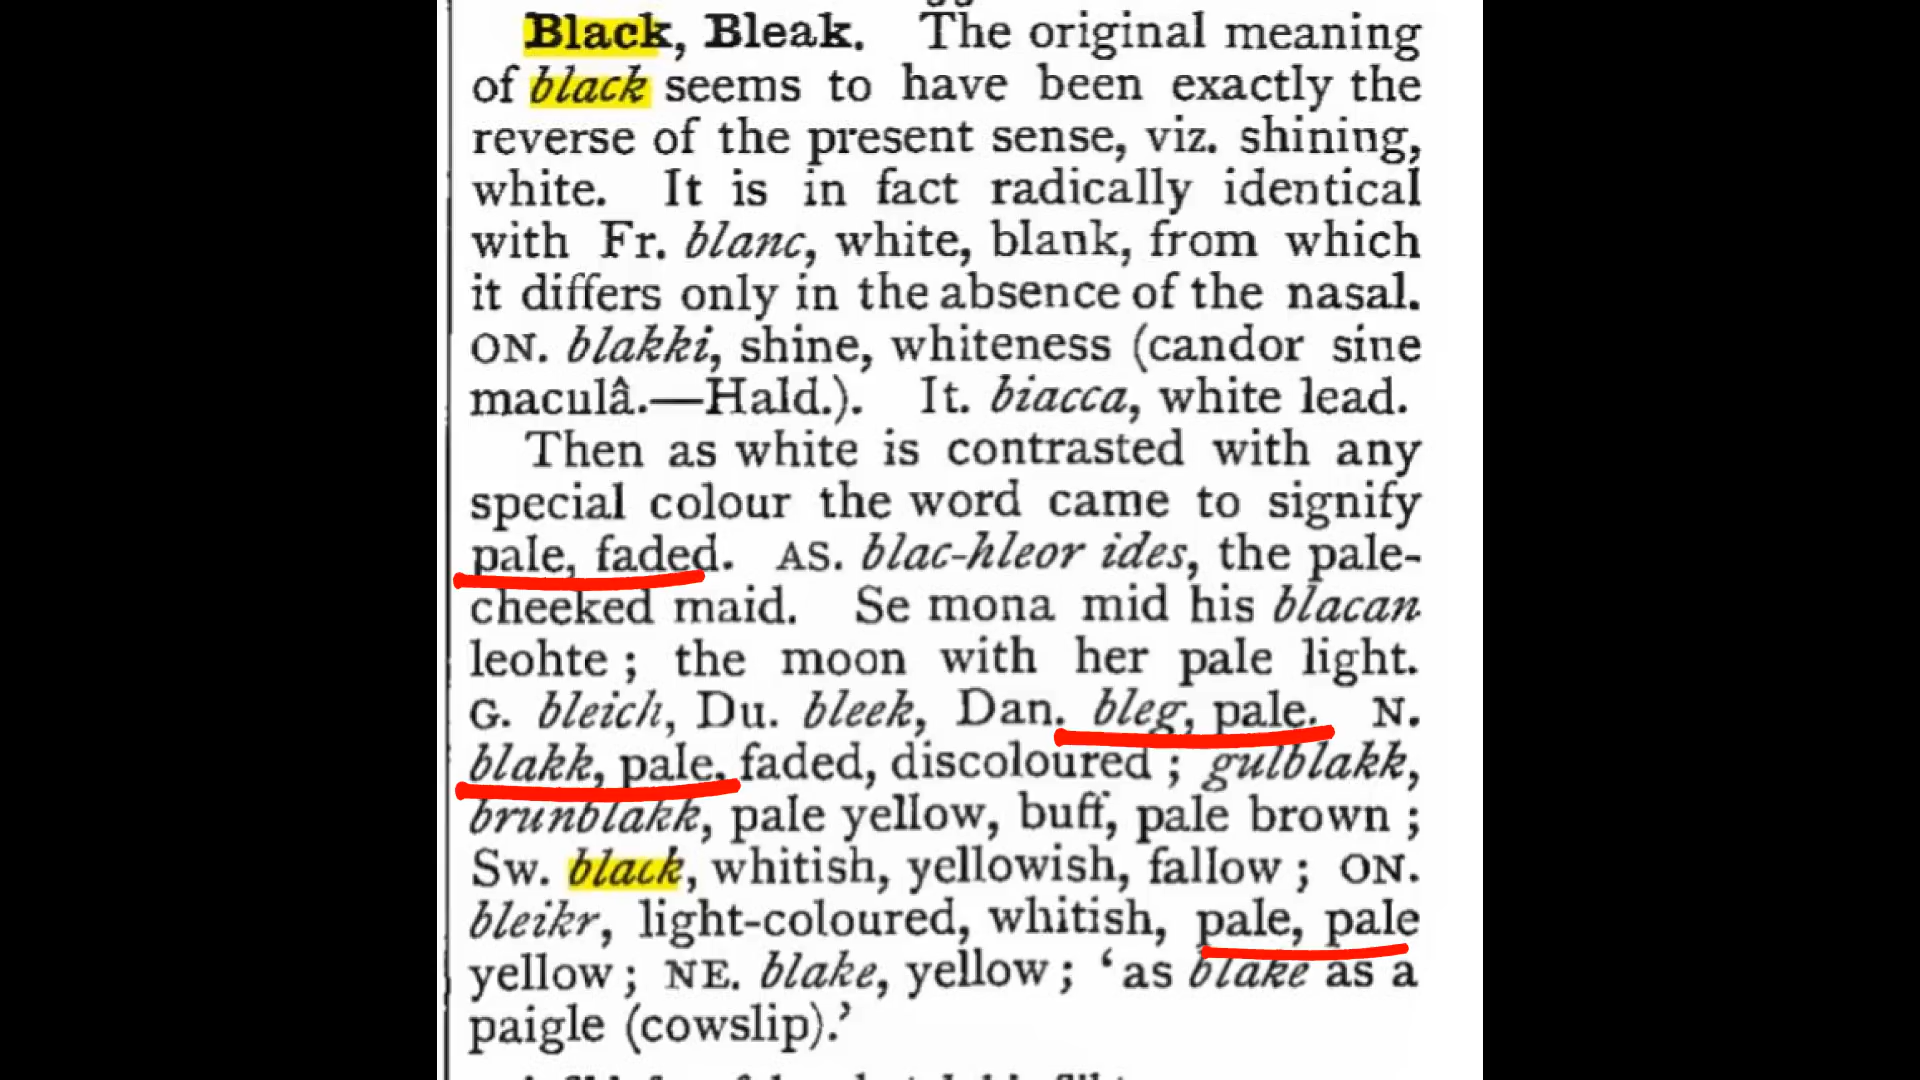 Black, Bleak. The original meaning
of black seems to have been exactly the
reverse of the present sense, viz. shining,
white. It is in fact radically identical
with Fr. blanc, white, blank, from which
it differs only in the absence of the nasal.
ON. blakki, shine, whiteness (candor sine
maculâ.—Hald.). It. biacca, white lead.
Then as white is contrasted with any
special colour the word came to signify
pale, faded. AS. blac-hleor ides, the pale-
cheeked maid. Se mona mid his blacan
leohte; the moon with her pale light.
G. bleich, Du. bleek, Dan. bleg, pale. N.
blakk, pale, faded, discoloured; gulblakk,
brunblakk, pale yellow, buff, pale brown;
Sw. black, whitish, yellowish, fallow; ON.
bleikr, light-coloured, whitish, pale, pale
yellow; NE. blake, yellow; ‘as blake as a
paigle (cowslip).’